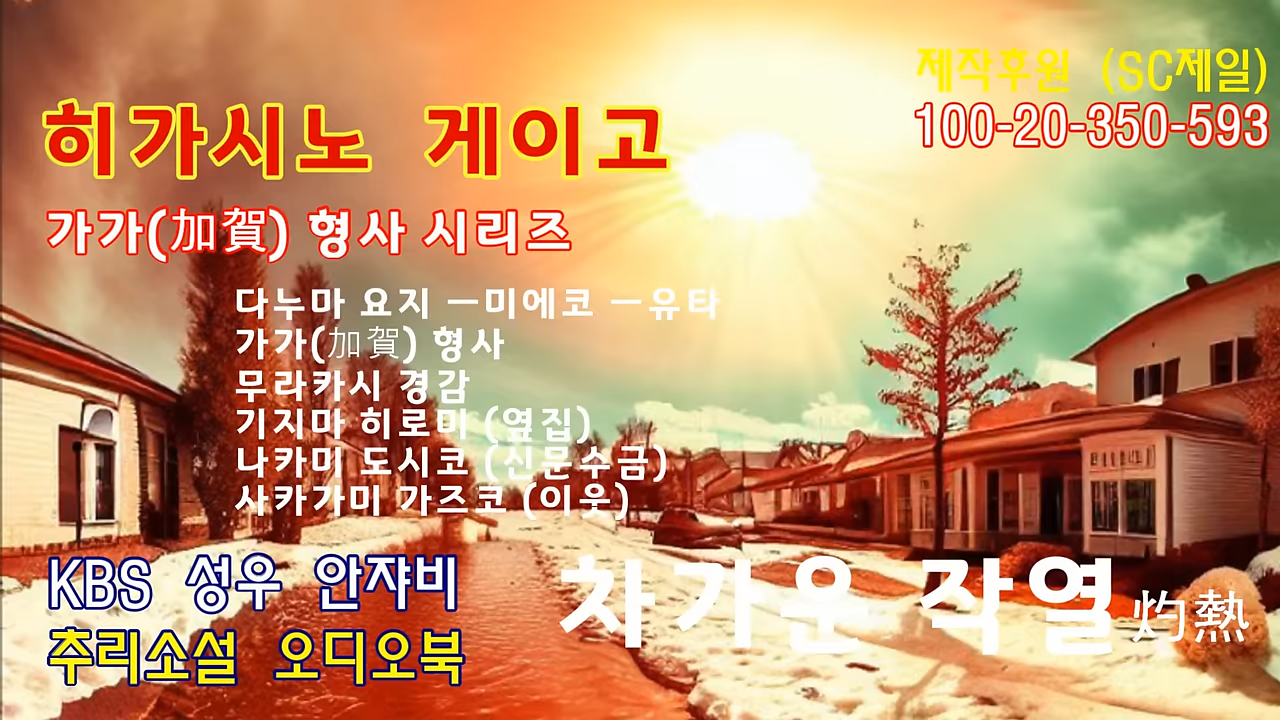 제작후원 (SC제일)
100-20-350-593
히가시노 게이고
가가(加賀) 형사 시리즈
다누마 요지 ㅡ미에코 ㅡ유타
가가(加賀) 형사
무라카시 경감
기지마 히로미 (옆집)
나카미 도시코 (신문수금)
사카가미 가즈코 (이웃)
KBS 성우 안쟈비
추리소설 오디오북
차가운 작열 灼熱